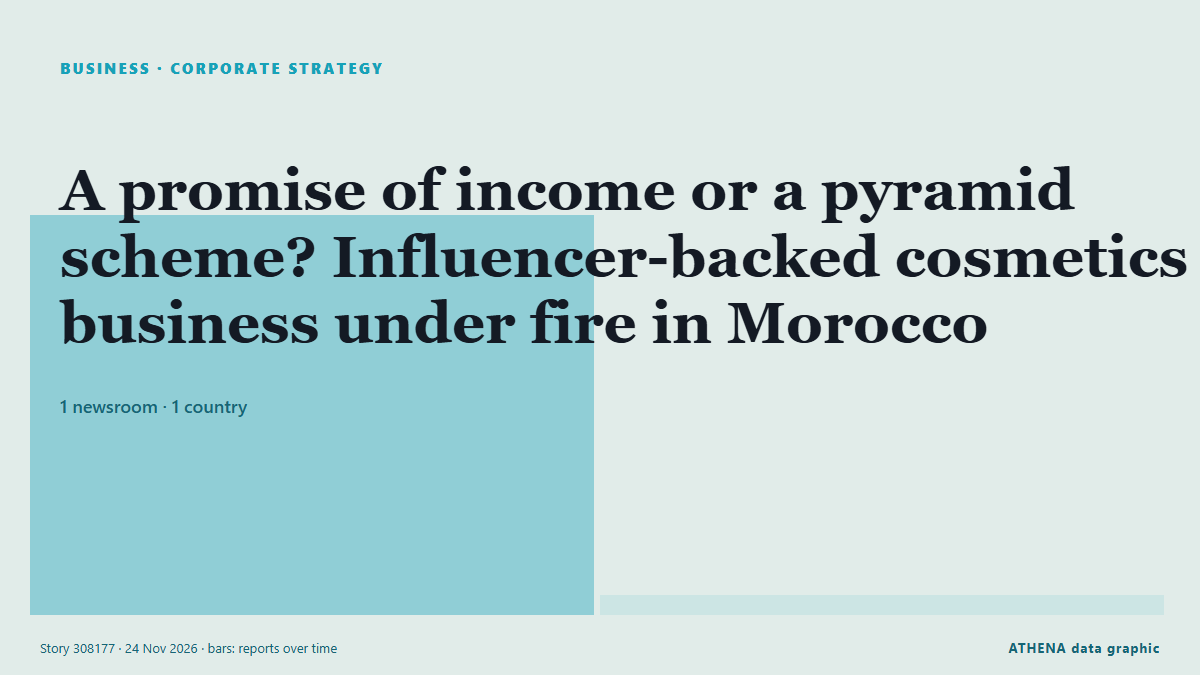 BUSINESS · CORPORATE STRATEGY
A promise of income or a pyramid
scheme? Influencer-backed cosmetics
business under fire in Morocco
1 newsroom · 1 country
Story 308177 · 24 Nov 2026 · bars: reports over time
ATHENA data graphic